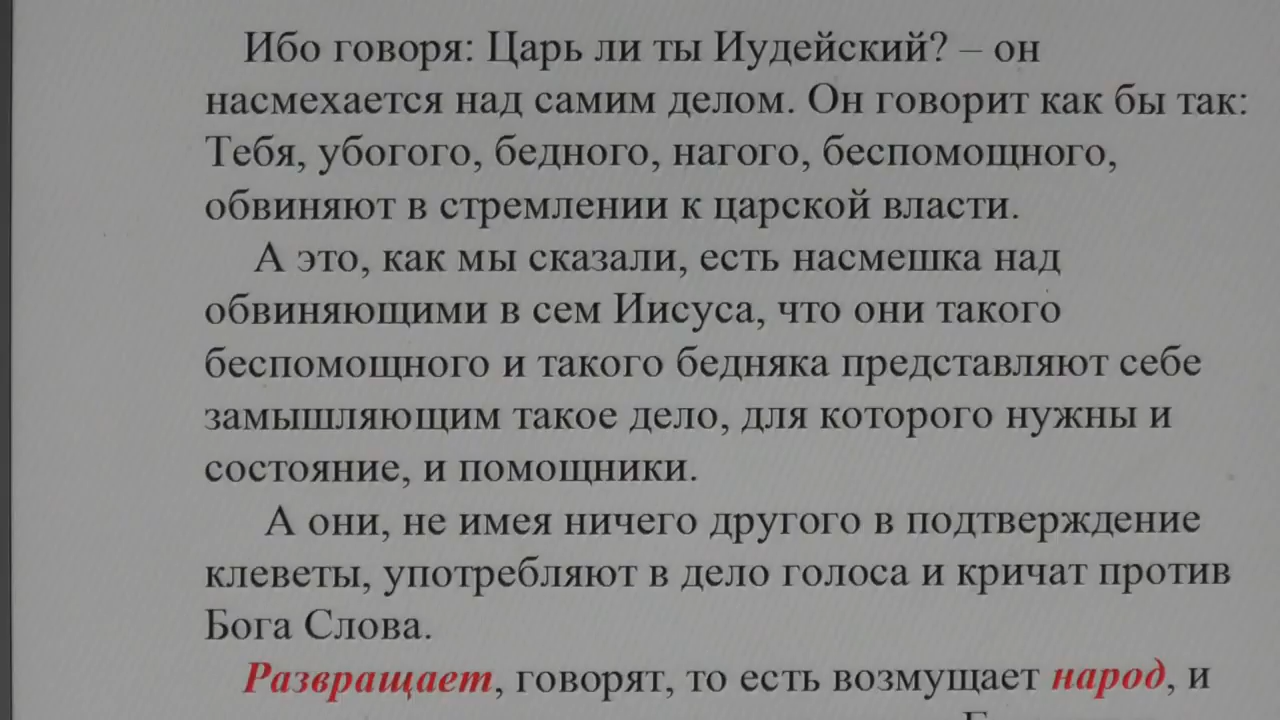 Ибо говоря: Царь ли ты Иудейский? – он
насмехается над самим делом. Он говорит как бы так:
Тебя, убогого, бедного, нагого, беспомощного,
обвиняют в стремлении к царской власти.
А это, как мы сказали, есть насмешка над
обвиняющими в сем Иисуса, что они такого
беспомощного и такого бедняка представляют себе
замышляющим такое дело, для которого нужны и
состояние, и помощники.
А они, не имея ничего другого в подтверждение
клеветы, употребляют в дело голоса и кричат против
Бога Слова.
Развращает, говорят, то есть возмущает народ, и